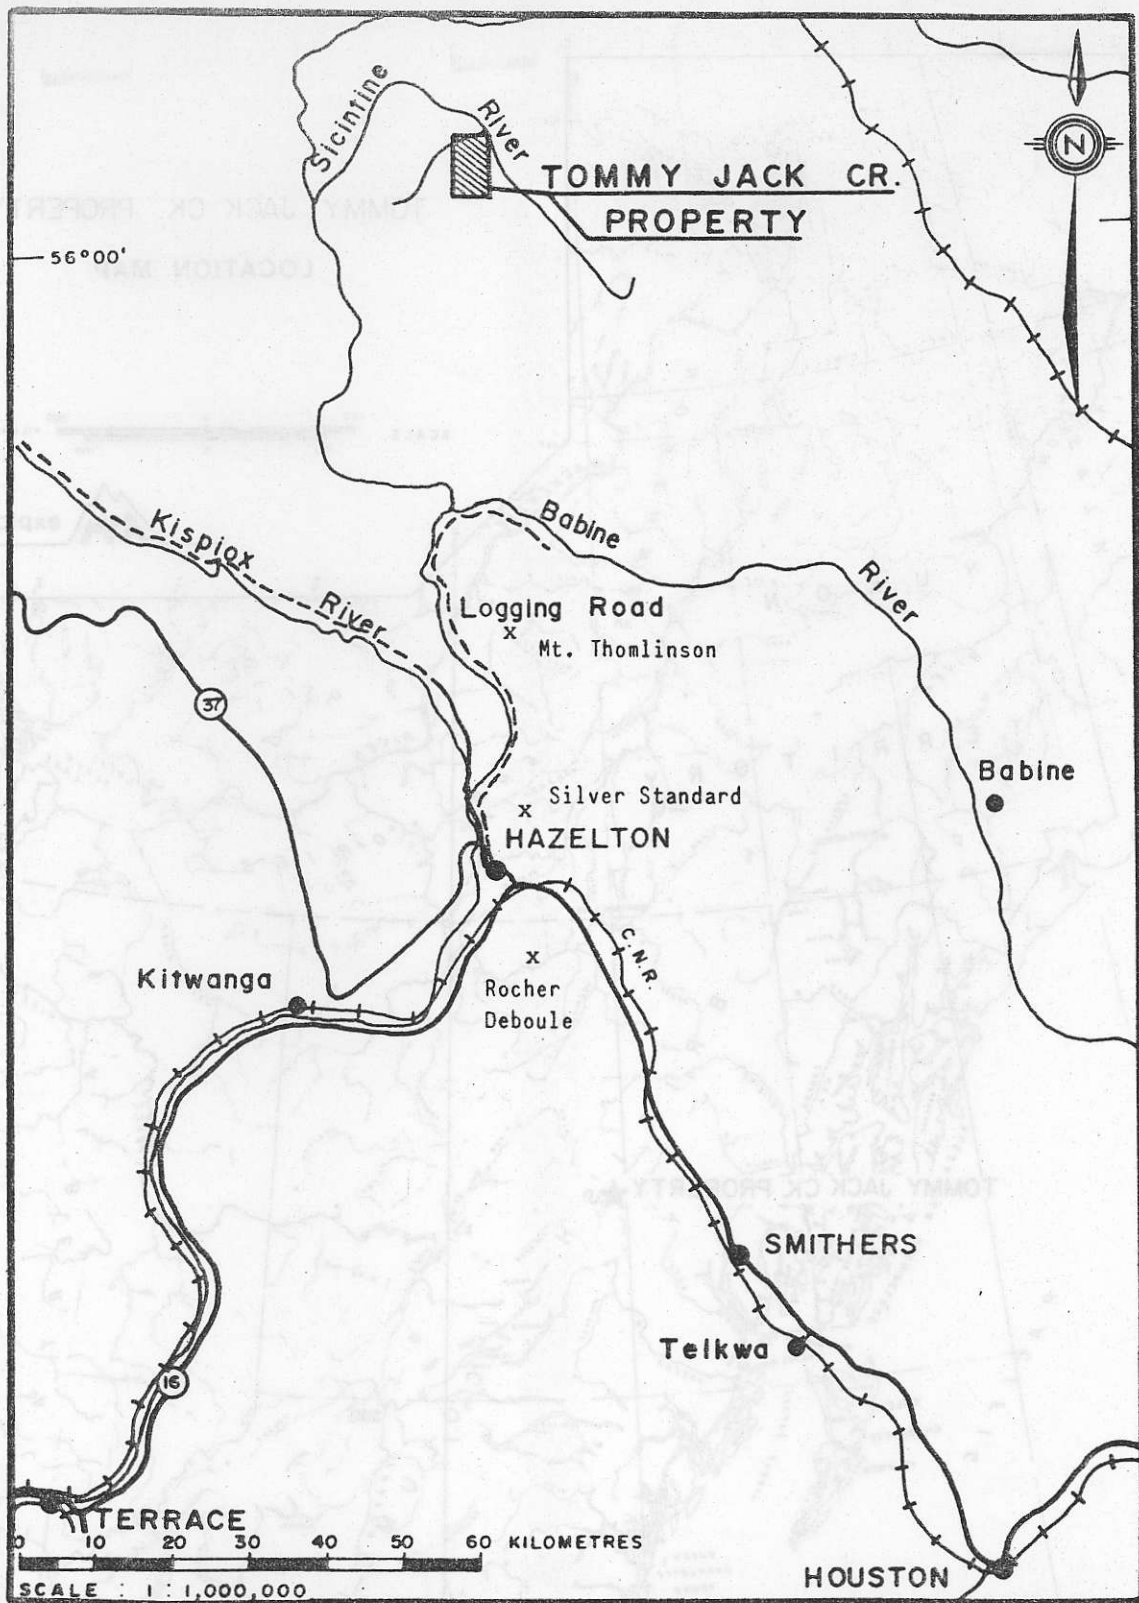 Sicintine
River
N
TOMMY JACK CR.
PROPERTY
56°00'
Kispiox
River
Babine
River
Logging Road
x
Mt. Thomlinson
37
Babine
x
Silver Standard
HAZELTON
C.N.R.
x
Rocher
Deboule
Kitwanga
SMITHERS
Telkwa
16
TERRACE
0 10 20 30 40 50 60 KILOMETRES
SCALE : 1 : 1,000,000
HOUSTON